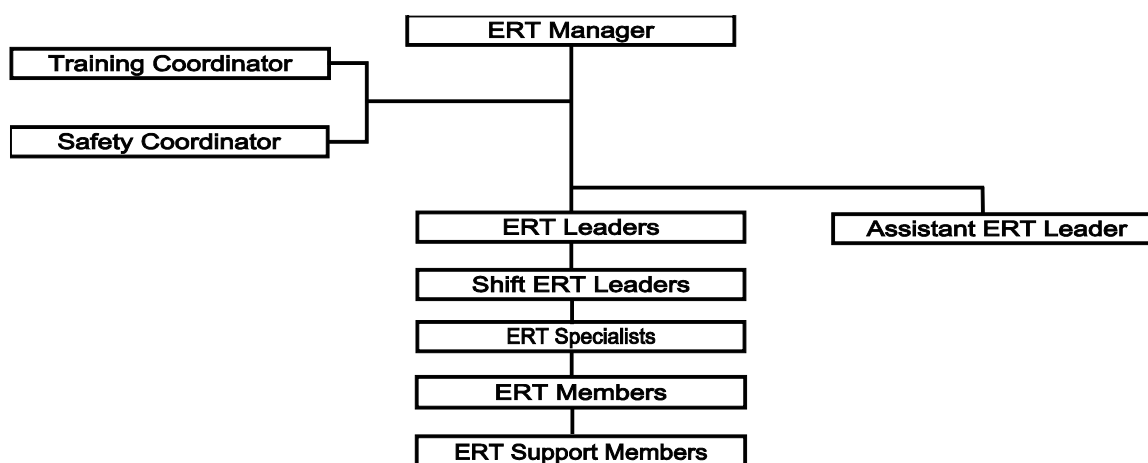 ERT Manager
Training Coordinator
Safety Coordinator
ERT Leaders
Assistant ERT Leader
Shift ERT Leaders
ERT Specialists
ERT Members
ERT Support Members